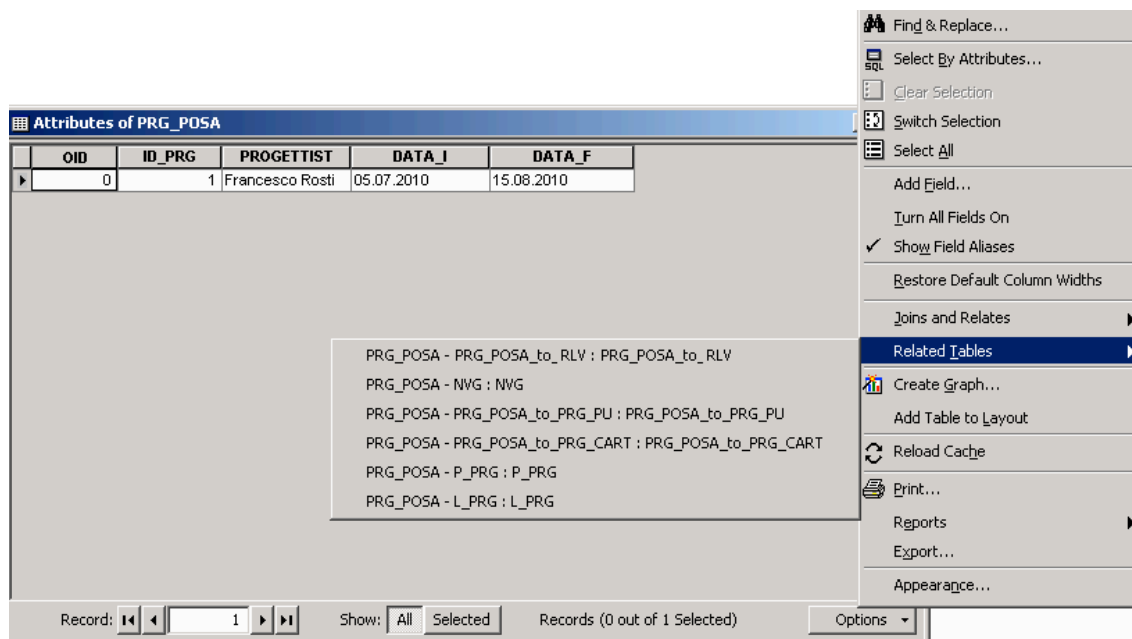 Find & Replace...
Select By Attributes...
Clear Selection
Switch Selection
Select All
Add Field...
Turn All Fields On
Show Field Aliases
Restore Default Column Widths
Joins and Relates
Related Tables
Create Graph...
Add Table to Layout
Reload Cache
Print...
Reports
Export...
Appearance...
Attributes of PRG_POSA
OID ID_PRG PROGETTIST DATA_I DATA_F
0 1 Francesco Rosti 05.07.2010 15.08.2010
PRG_POSA - PRG_POSA_to_RLV : PRG_POSA_to_RLV
PRG_POSA - NVG : NVG
PRG_POSA - PRG_POSA_to_PRG_PU : PRG_POSA_to_PRG_PU
PRG_POSA - PRG_POSA_to_PRG_CART : PRG_POSA_to_PRG_CART
PRG_POSA - P_PRG : P_PRG
PRG_POSA - L_PRG : L_PRG
Record: 1 Show: All Selected Records (0 out of 1 Selected) Options